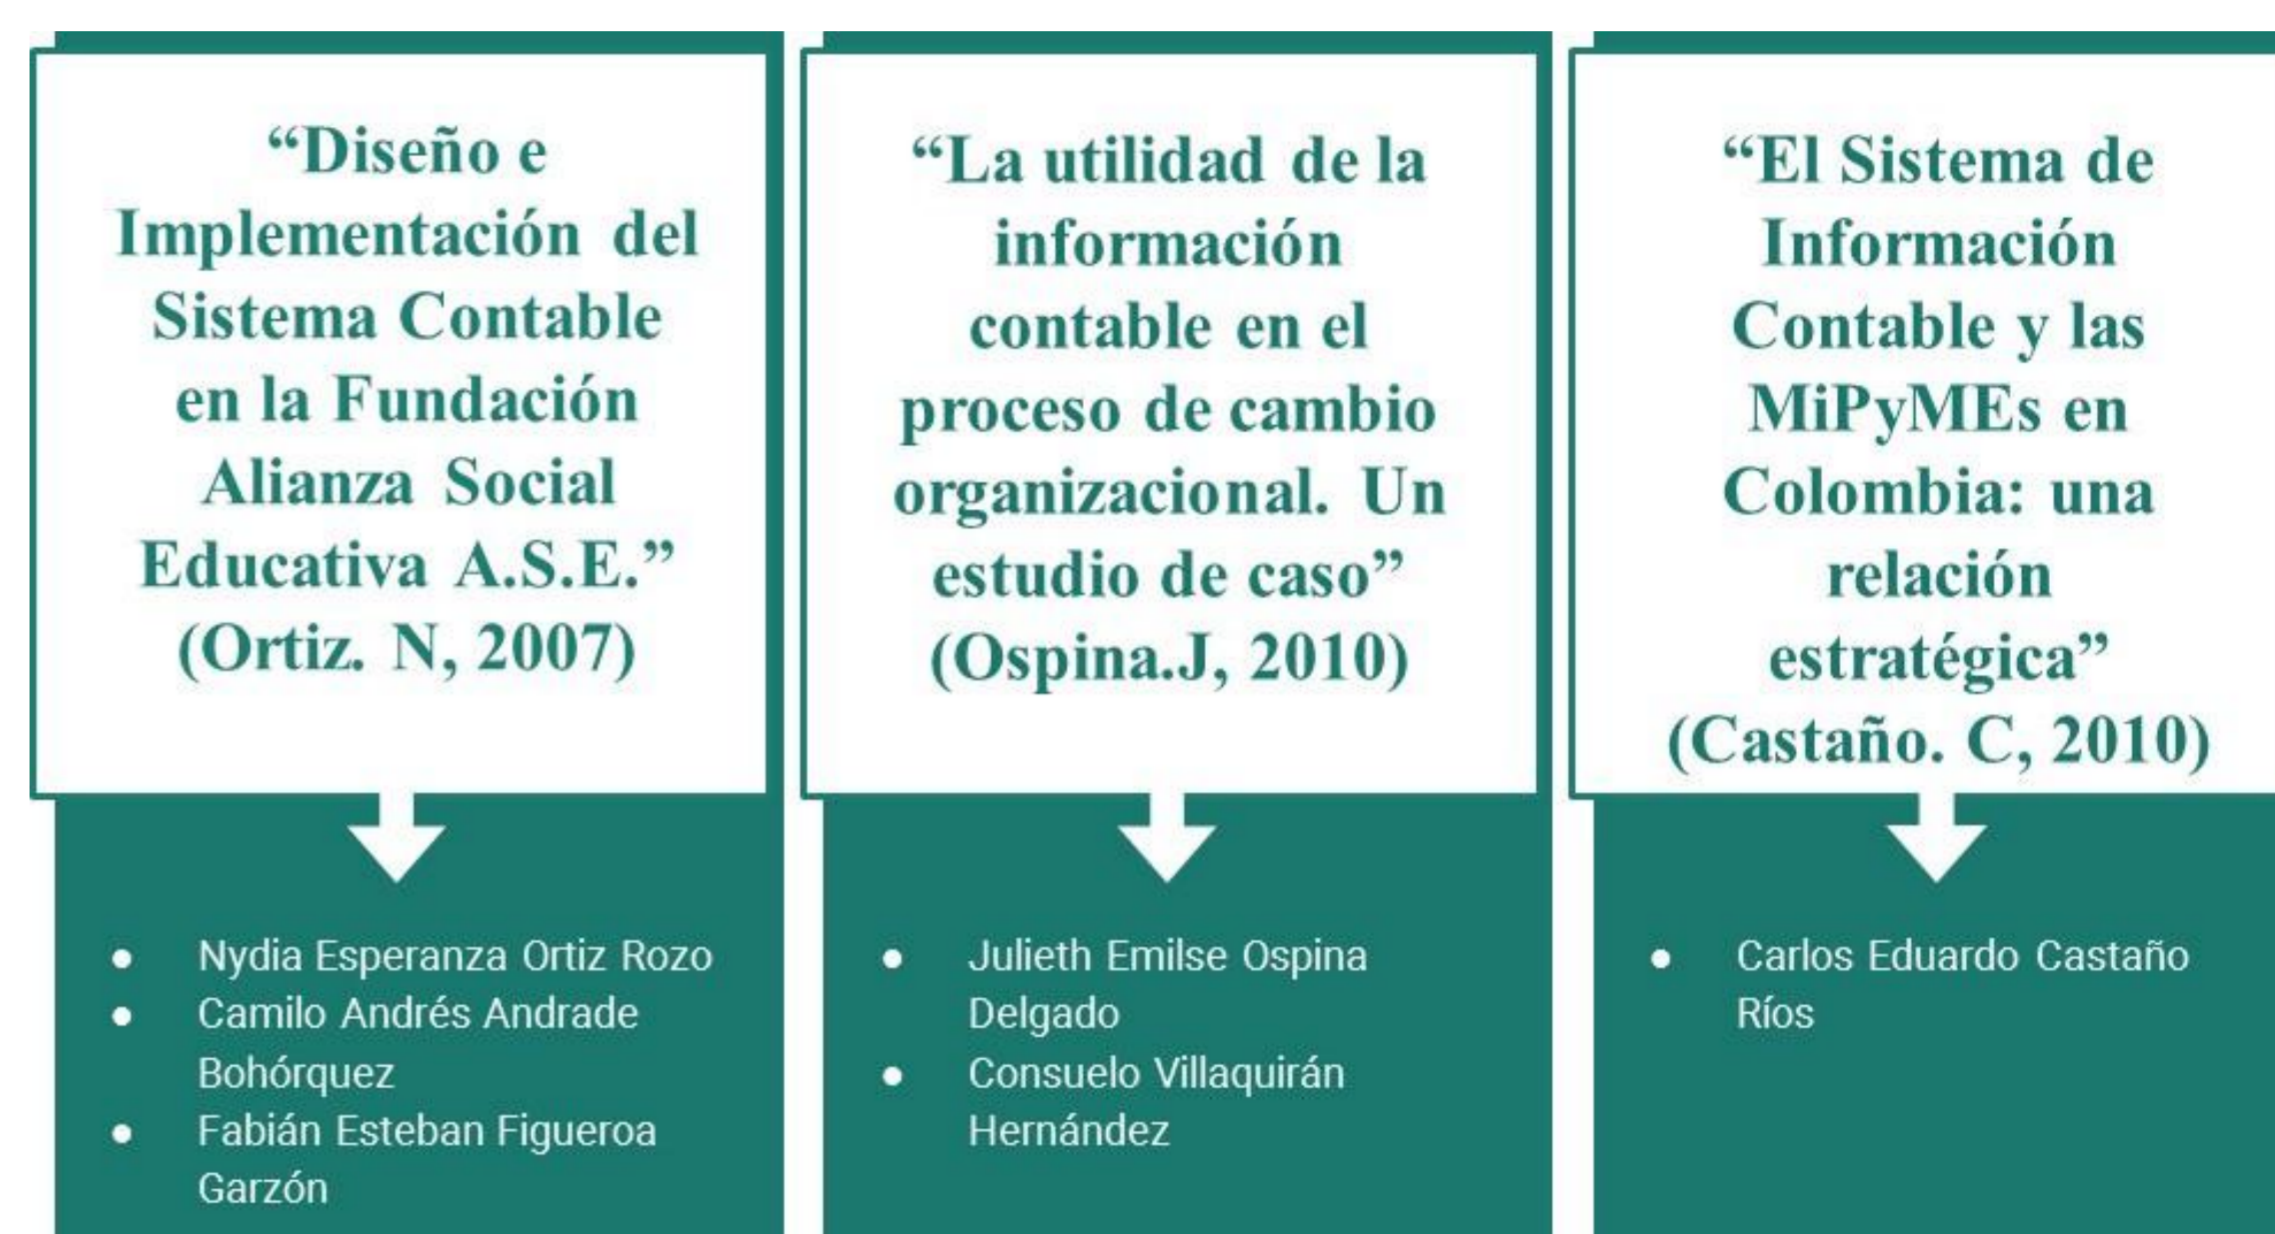 “Diseño e
Implementación del
Sistema Contable
en la Fundación
Alianza Social
Educativa A.S.E.”
(Ortiz. N, 2007)
Nydia Esperanza Ortiz Rozo
Camilo Andrés Andrade
Bohórquez
Fabián Esteban Figueroa
Garzón
“La utilidad de la
información
contable en el
proceso de cambio
organizacional. Un
estudio de caso”
(Ospina.J, 2010)
Julieth Emilse Ospina
Delgado
Consuelo Villaquirán
Hernández
“El Sistema de
Información
Contable y las
MiPyMEs en
Colombia: una
relación
estratégica”
(Castaño. C, 2010)
Carlos Eduardo Castaño
Ríos